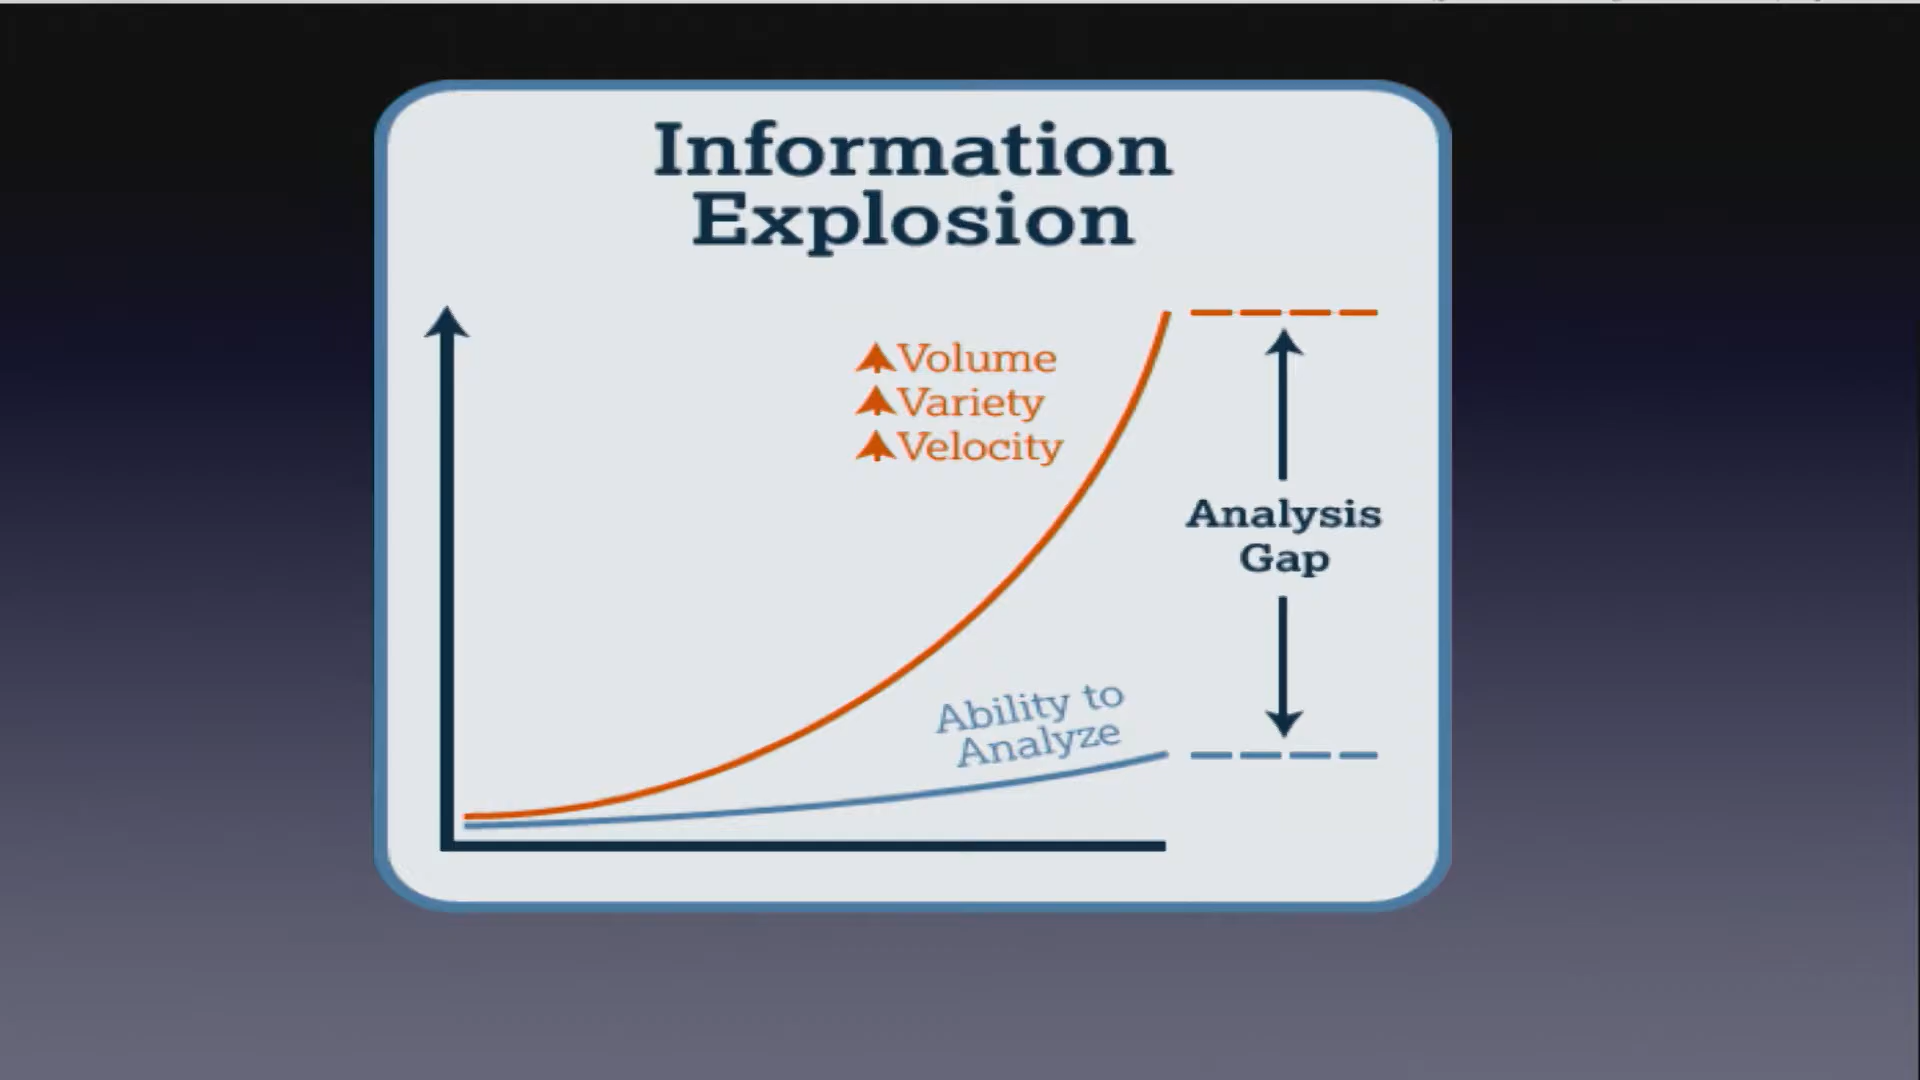 Information
Explosion
Volume
Variety
Velocity
Analysis
Gap
Ability to
Analyze